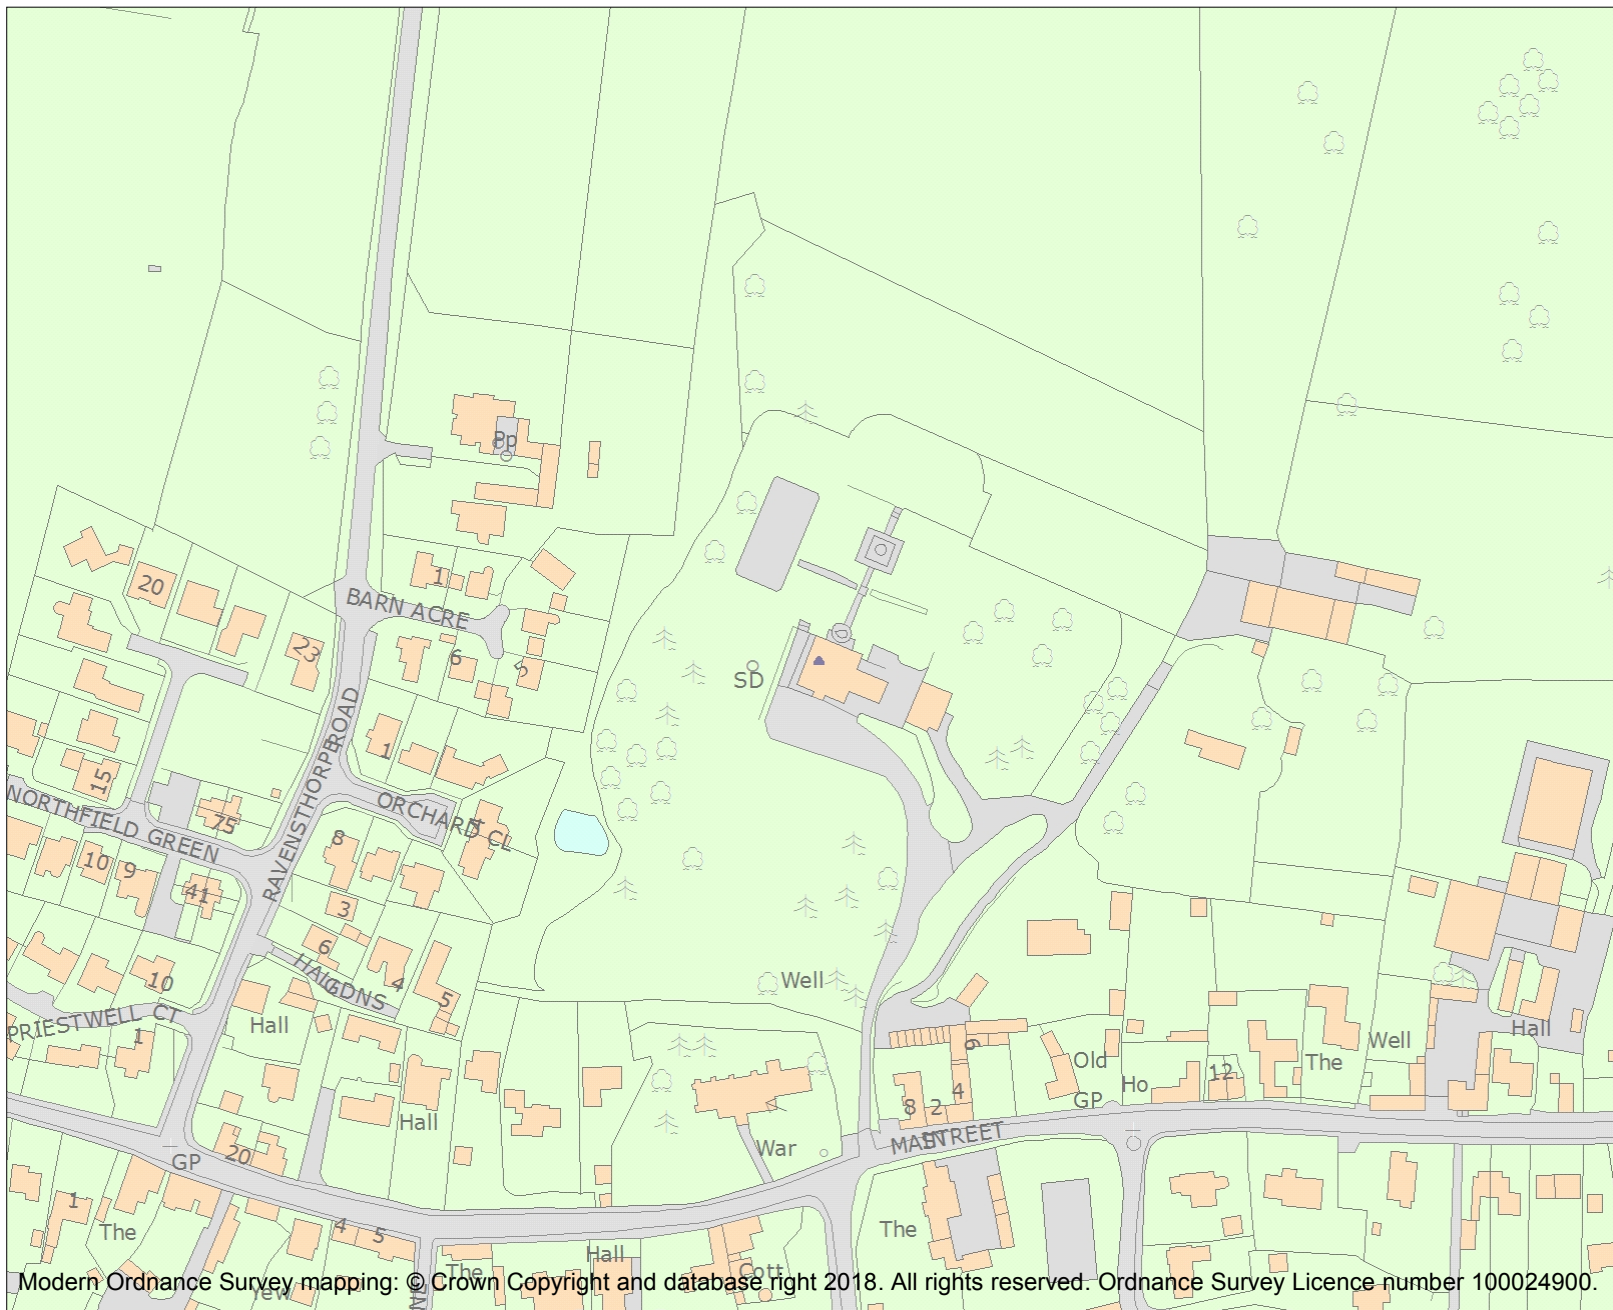 Pp
20
1
BARN ACRE
23
6
5
SD
RAVENSTHORPE ROAD
1
15
NORTHFIELD GREEN
75
ORCHARD CL
4
8
10
9
41
3
6
HAIG GDNS
4
5
10
Well
PRIESTWELL CT
1
Hall
Hall
9
Old
Ho
GP
12
The
Well
Hall
8
2
4
MAIN STREET
War
GP
20
1
The
4
5
The
Hall
Cott
The
Yew
Modern Ordnance Survey mapping: © Crown Copyright and database right 2018. All rights reserved. Ordnance Survey Licence number 100024900.